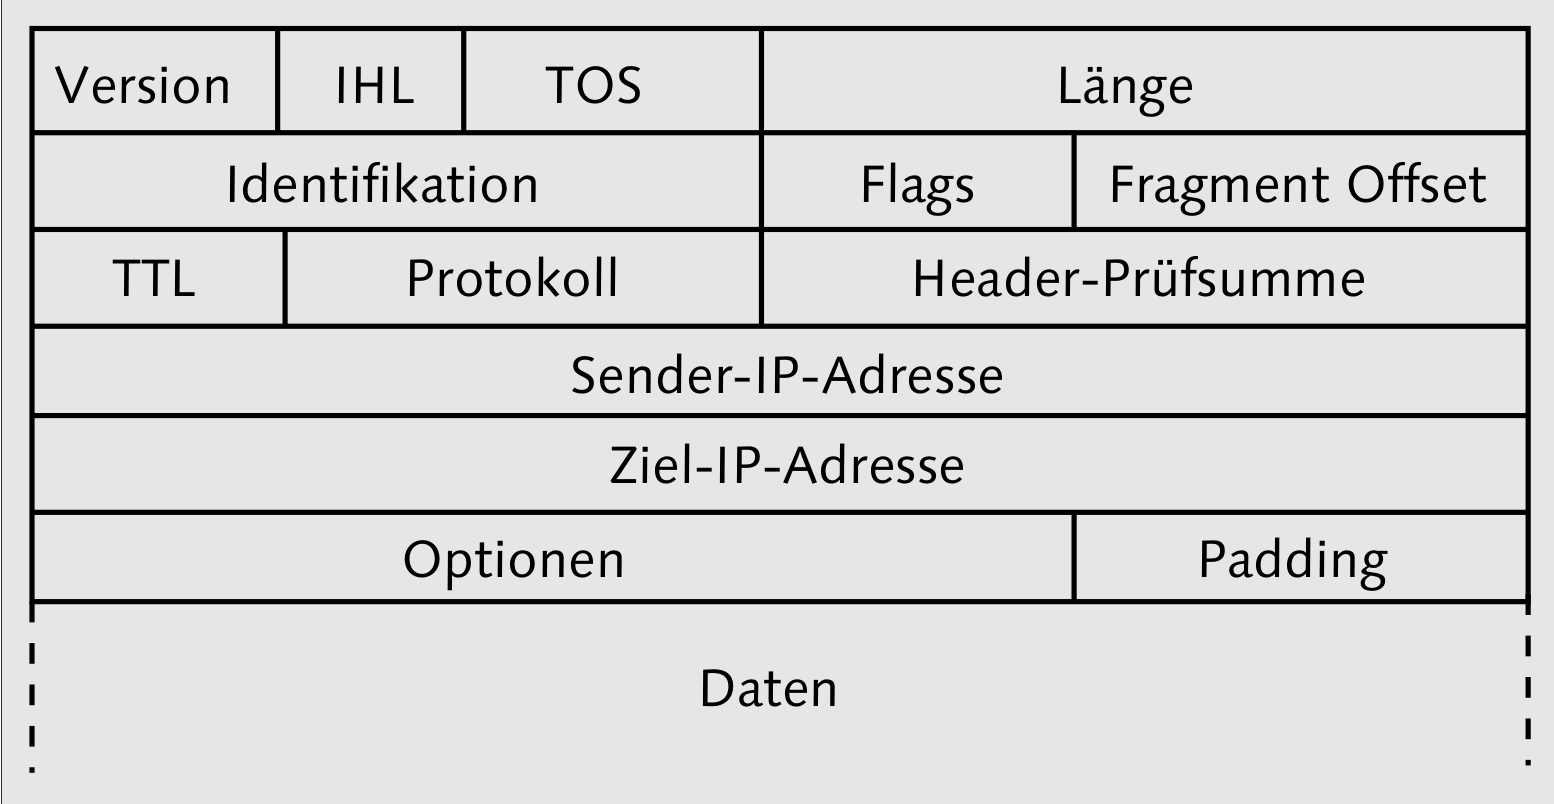 Version IHL TOS Länge
Identifikation Flags Fragment Offset
TTL Protokoll Header-Prüfsumme
Sender-IP-Adresse
Ziel-IP-Adresse
Optionen Padding
Daten